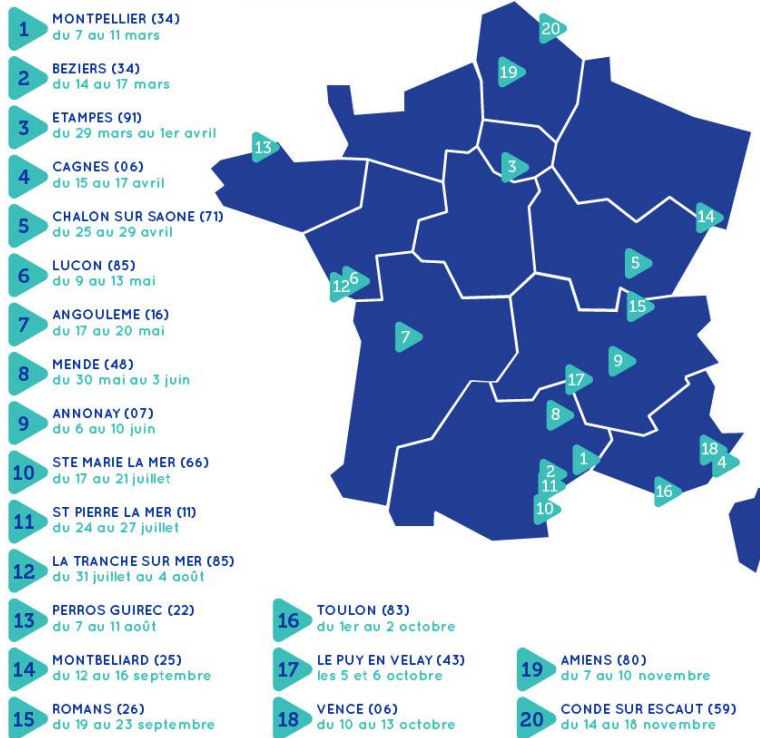 1
MONTPELLIER (34)
du 7 au 11 mars
2
BEZIERS (34)
du 14 au 17 mars
3
ETAMPES (91)
du 29 mars au 1er avril
4
CAGNES (06)
du 15 au 17 avril
5
CHALON SUR SAONE (71)
du 25 au 29 avril
6
LUCON (85)
du 9 au 13 mai
7
ANGOULEME (16)
du 17 au 20 mai
8
MENDE (48)
du 30 mai au 3 juin
9
ANNONAY (07)
du 6 au 10 juin
10
STE MARIE LA MER (66)
du 17 au 21 juillet
11
ST PIERRE LA MER (11)
du 24 au 27 juillet
12
LA TRANCHE SUR MER (85)
du 31 juillet au 4 août
13
PERROS GUIREC (22)
du 7 au 11 août
14
MONTBELIARD (25)
du 12 au 16 septembre
15
ROMANS (26)
du 19 au 23 septembre
16
TOULON (83)
du 1er au 2 octobre
17
LE PUY EN VELAY (43)
les 5 et 6 octobre
18
VENCE (06)
du 10 au 13 octobre
19
AMIENS (80)
du 7 au 10 novembre
20
CONDE SUR ESCAUT (59)
du 14 au 18 novembre
20
19
13
3
14
5
12 6
15
7
9
17
8
18
1
4
2
11
16
10